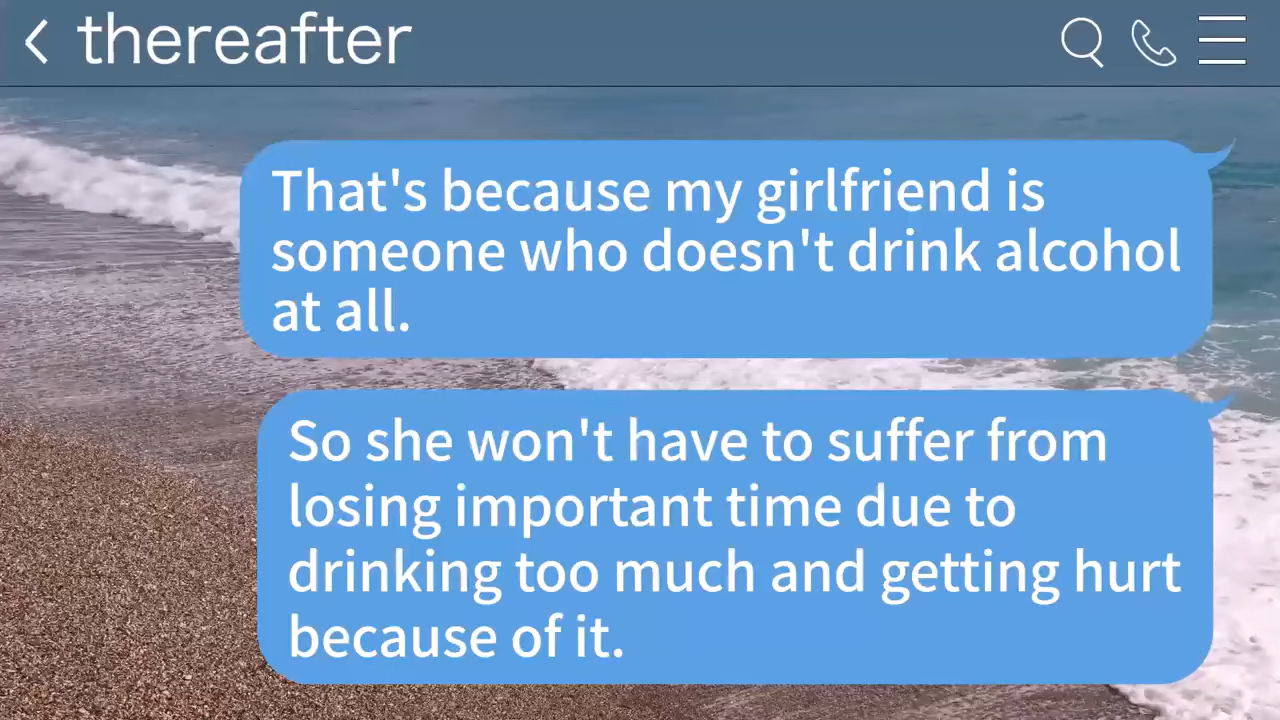 thereafter
That's because my girlfriend is
someone who doesn't drink alcohol
at all.
So she won't have to suffer from
losing important time due to
drinking too much and getting hurt
because of it.